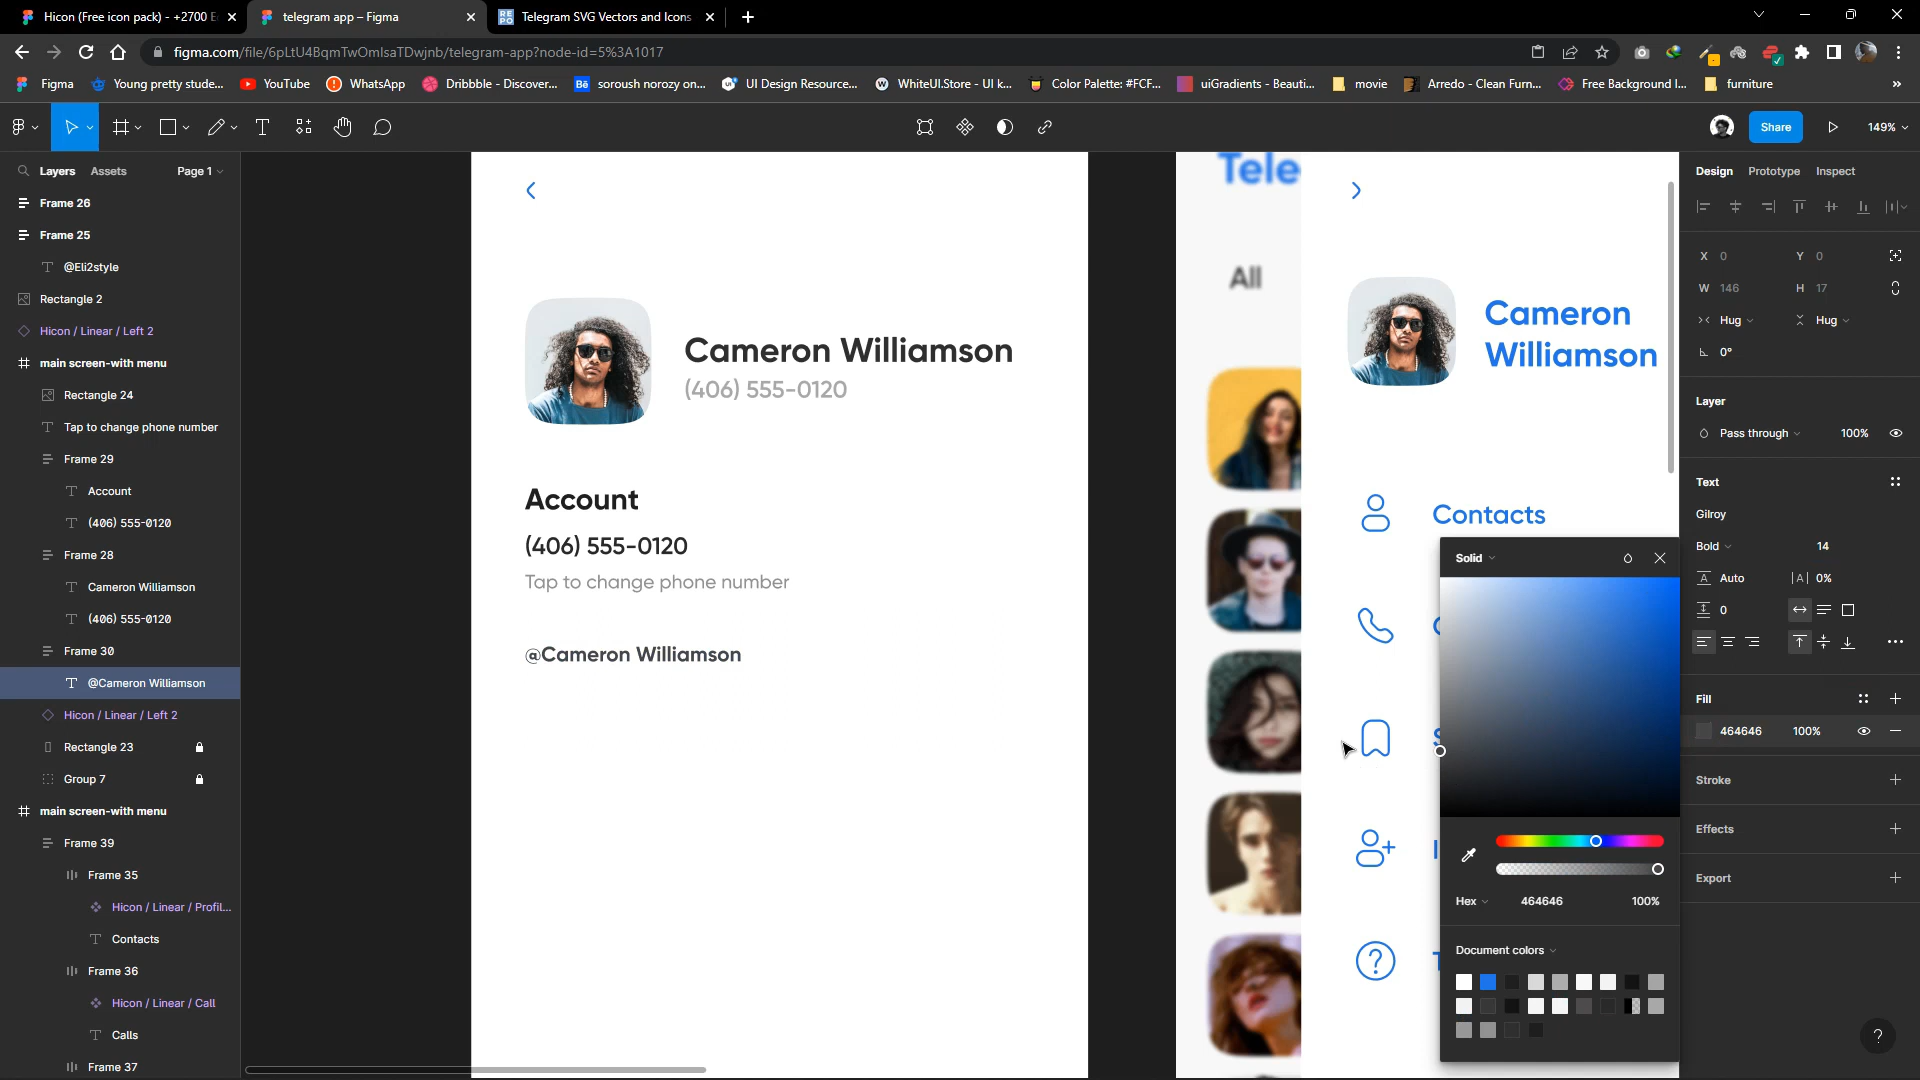 Hicon (Free icon pack) - +2700 E
telegram app – Figma
Telegram SVG Vectors and Icons
figma.com/file/6pLtU4BqmTwOmIsaTDwjnb/telegram-app?node-id=5%3A1017
Figma
Young pretty stude...
YouTube
WhatsApp
Dribbble - Discover...
Bē
soroush norozy on...
UI Design Resource...
WhiteUI.Store - UI k...
Color Palette: #FCF...
uiGradients - Beauti...
movie
Arredo - Clean Furn...
Free Background I...
furniture
»
Share
149%
Layers
Assets
Page 1
Frame 26
Frame 25
@Eli2style
Rectangle 2
Hicon / Linear / Left 2
main screen-with menu
Rectangle 24
Tap to change phone number
Frame 29
Account
(406) 555-0120
Frame 28
Cameron Williamson
(406) 555-0120
Frame 30
@Cameron Williamson
Hicon / Linear / Left 2
Rectangle 23
Group 7
main screen-with menu
Frame 39
Frame 35
Hicon / Linear / Profil...
Contacts
Frame 36
Hicon / Linear / Call
Calls
Frame 37
Cameron Williamson
(406) 555-0120
Account
(406) 555-0120
Tap to change phone number
@Cameron Williamson
Tele
All
Cameron
Williamson
Contacts
Solid
Hex
464646
100%
Document colors
Design
Prototype
Inspect
X 0
Y 0
W 146
H 17
Hug
Hug
0°
Layer
Pass through
100%
Text
Gilroy
Bold
14
Auto
|A| 0%
0
Fill
464646
100%
Stroke
Effects
Export
?